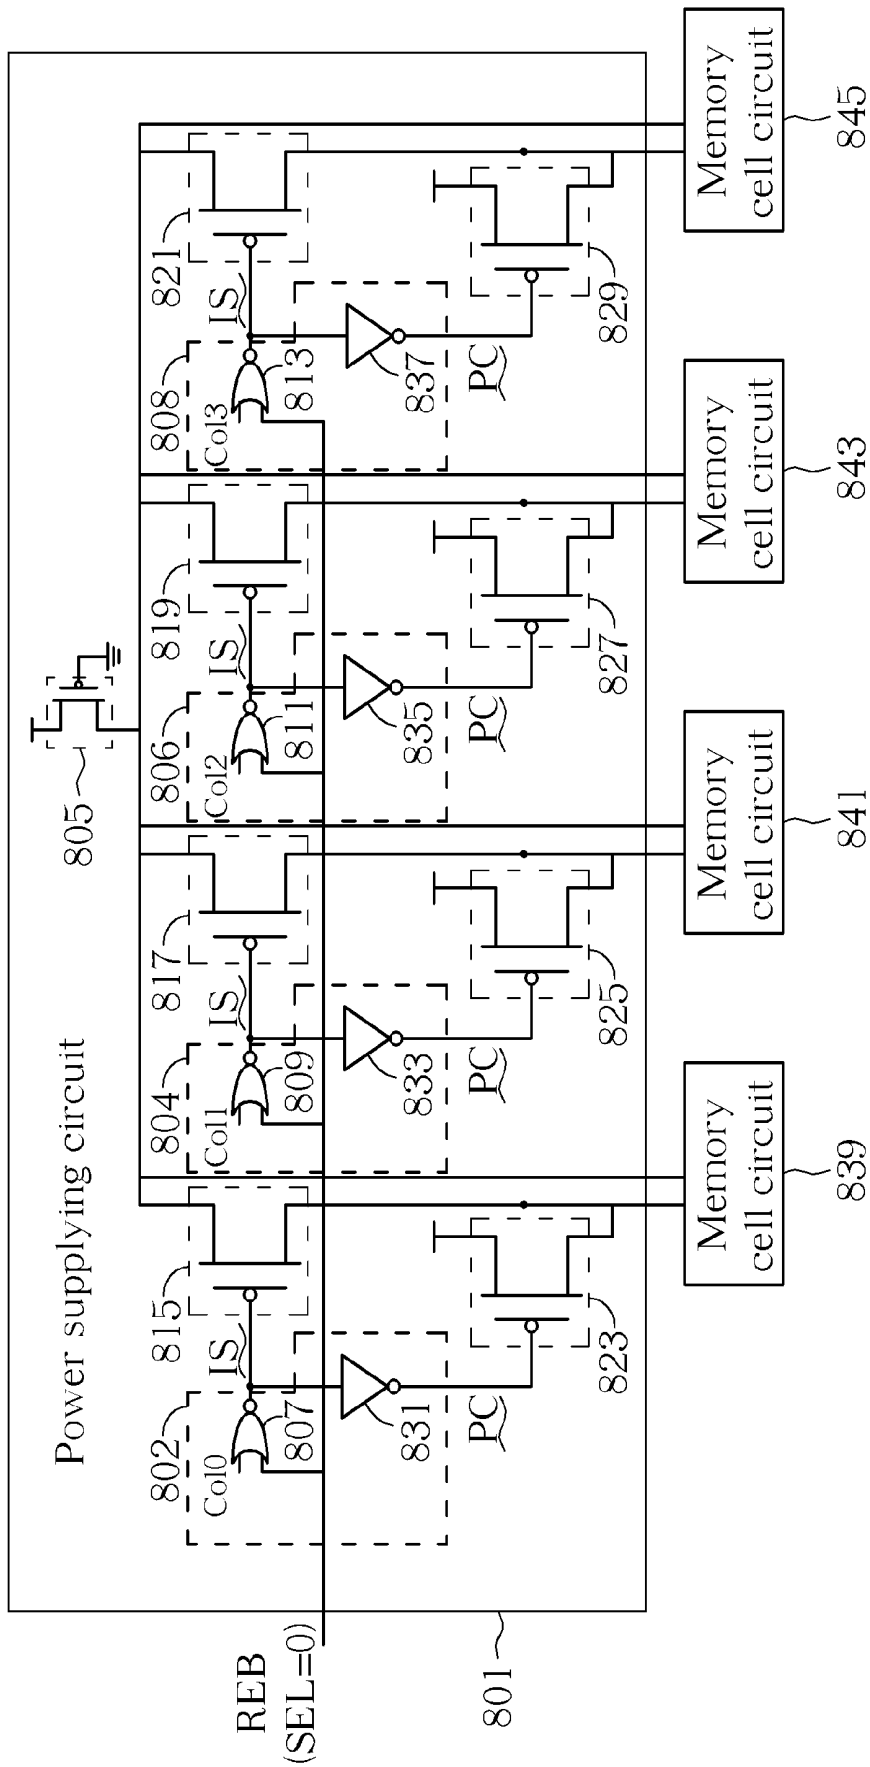 Power supplying circuit
805
802
Col0
807
IS
815
831
PC
823
804
Col1
809
IS
817
833
PC
825
806
Col2
811
IS
819
835
PC
827
808
Col3
813
IS
821
837
PC
829
REB
(SEL=0)
801
Memory
cell circuit
839
Memory
cell circuit
841
Memory
cell circuit
843
Memory
cell circuit
845